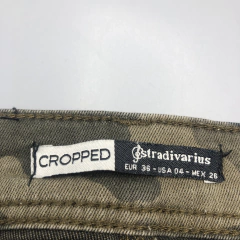 CROPPED
stradivarius
EUR 36 - USA 04 - MEX 26